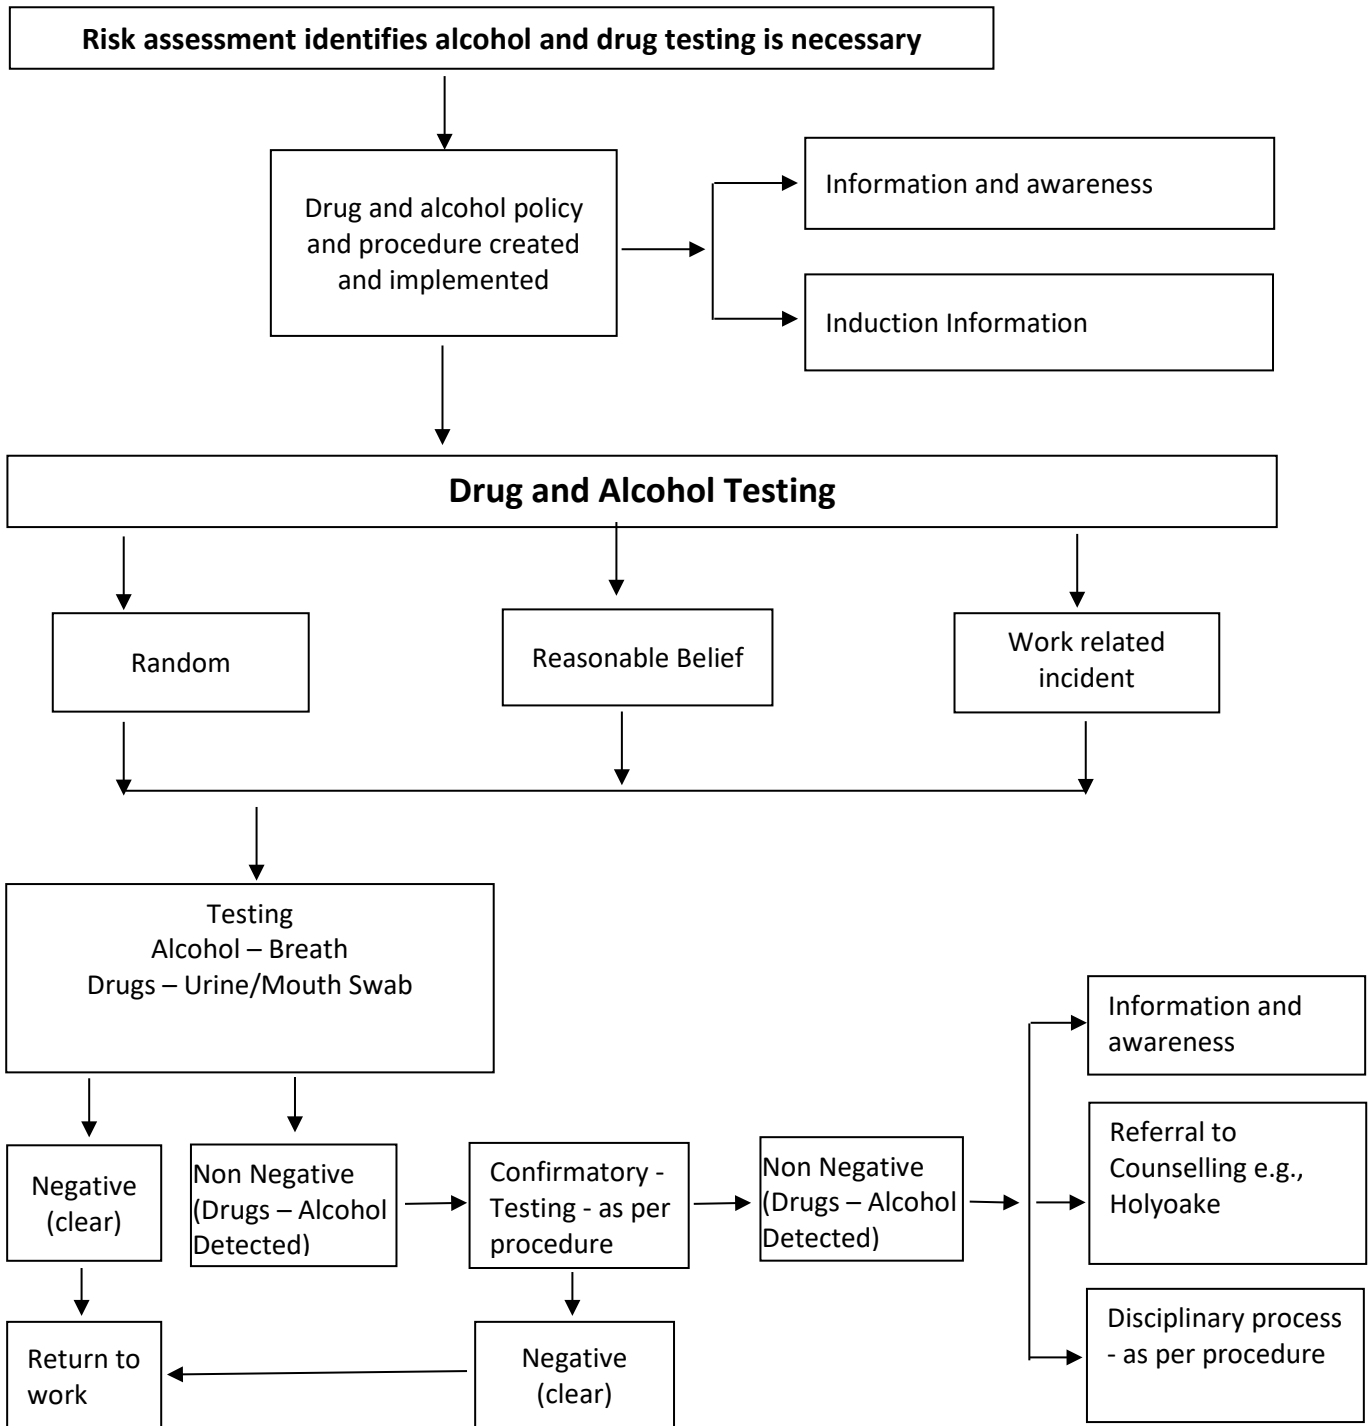 Risk assessment identifies alcohol and drug testing is necessary
Drug and alcohol policy
and procedure created
and implemented
Information and awareness
Induction Information
Drug and Alcohol Testing
Random
Reasonable Belief
Work related
incident
Testing
Alcohol – Breath
Drugs – Urine/Mouth Swab
Negative
(clear)
Non Negative
(Drugs – Alcohol
Detected)
Confirmatory -
Testing - as per
procedure
Non Negative
(Drugs – Alcohol
Detected)
Information and
awareness
Referral to
Counselling e.g.,
Holyoake
Disciplinary process
- as per procedure
Return to
work
Negative
(clear)